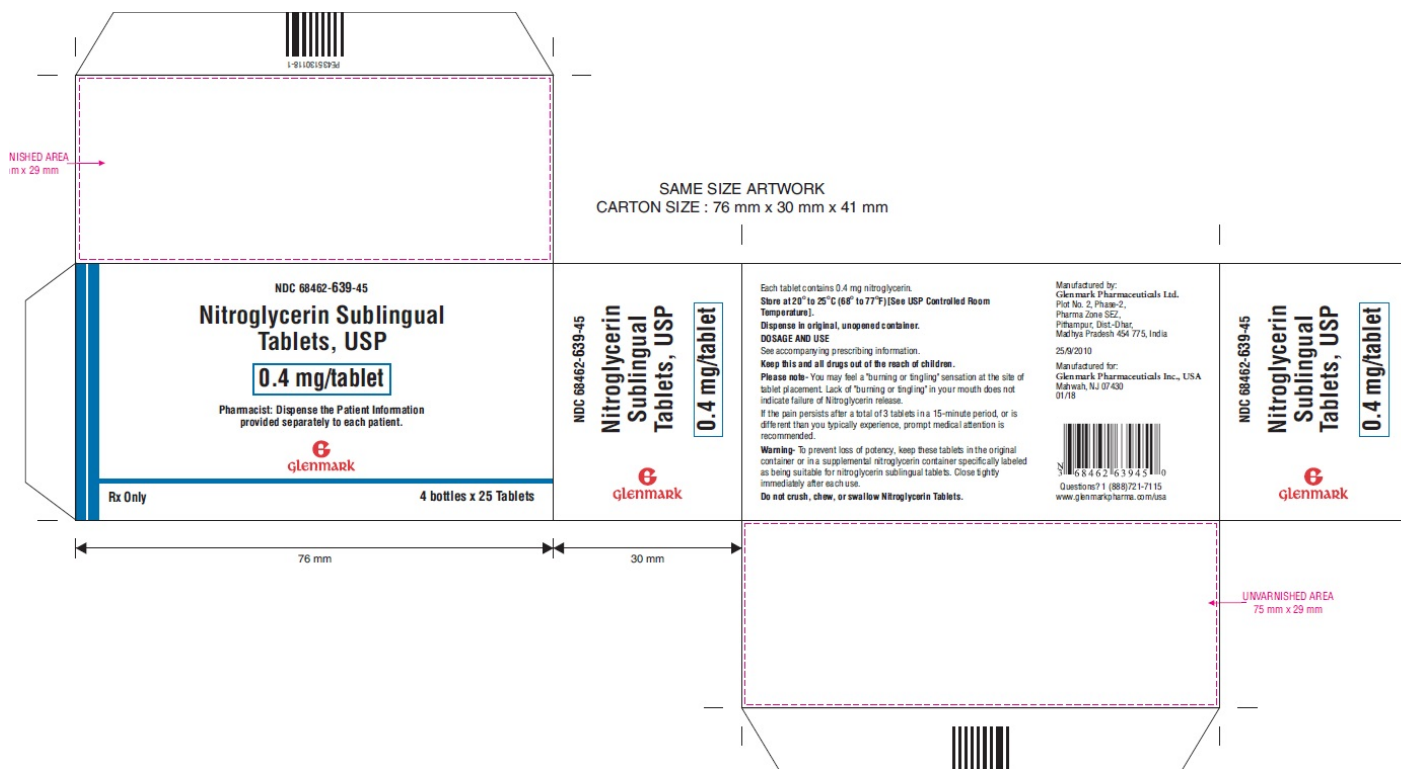 PE43S130118-1
NISHED AREA
m x 29 mm
SAME SIZE ARTWORK
CARTON SIZE : 76 mm x 30 mm x 41 mm
NDC 68462-639-45
Nitroglycerin Sublingual
Tablets, USP
0.4 mg/tablet
Pharmacist: Dispense the Patient Information
provided separately to each patient.
G
Glenmark
Rx Only
4 bottles x 25 Tablets
NDC 68462-639-45
Nitroglycerin
Sublingual
Tablets, USP
0.4 mg/tablet
G
Glenmark
Each tablet contains 0.4 mg nitroglycerin.
Store at 20° to 25°C (68° to 77°F) [See USP Controlled Room
Temperature].
Dispense in original, unopened container.
DOSAGE AND USE
See accompanying prescribing information.
Keep this and all drugs out of the reach of children.
Please note- You may feel a "burning or tingling" sensation at the site of
tablet placement. Lack of "burning or tingling" in your mouth does not
indicate failure of Nitroglycerin release.
If the pain persists after a total of 3 tablets in a 15-minute period, or is
different than you typically experience, prompt medical attention is
recommended.
Warning- To prevent loss of potency, keep these tablets in the original
container or in a supplemental nitroglycerin container specifically labeled
as being suitable for nitroglycerin sublingual tablets. Close tightly
immediately after each use.
Do not crush, chew, or swallow Nitroglycerin Tablets.
Manufactured by:
Glenmark Pharmaceuticals Ltd.
Plot No. 2, Phase-2,
Pharma Zone SEZ,
Pithampur, Dist.-Dhar,
Madhya Pradesh 454 775, India
25/9/2010
Manufactured for:
Glenmark Pharmaceuticals Inc., USA
Mahwah, NJ 07430
01/18
N
3 68462 63945 0
Questions? 1 (888)721-7115
www.glenmarkpharma.com/usa
NDC 68462-639-45
Nitroglycerin
Sublingual
Tablets, USP
0.4 mg/tablet
G
Glenmark
76 mm
30 mm
UNVARNISHED AREA
75 mm x 29 mm